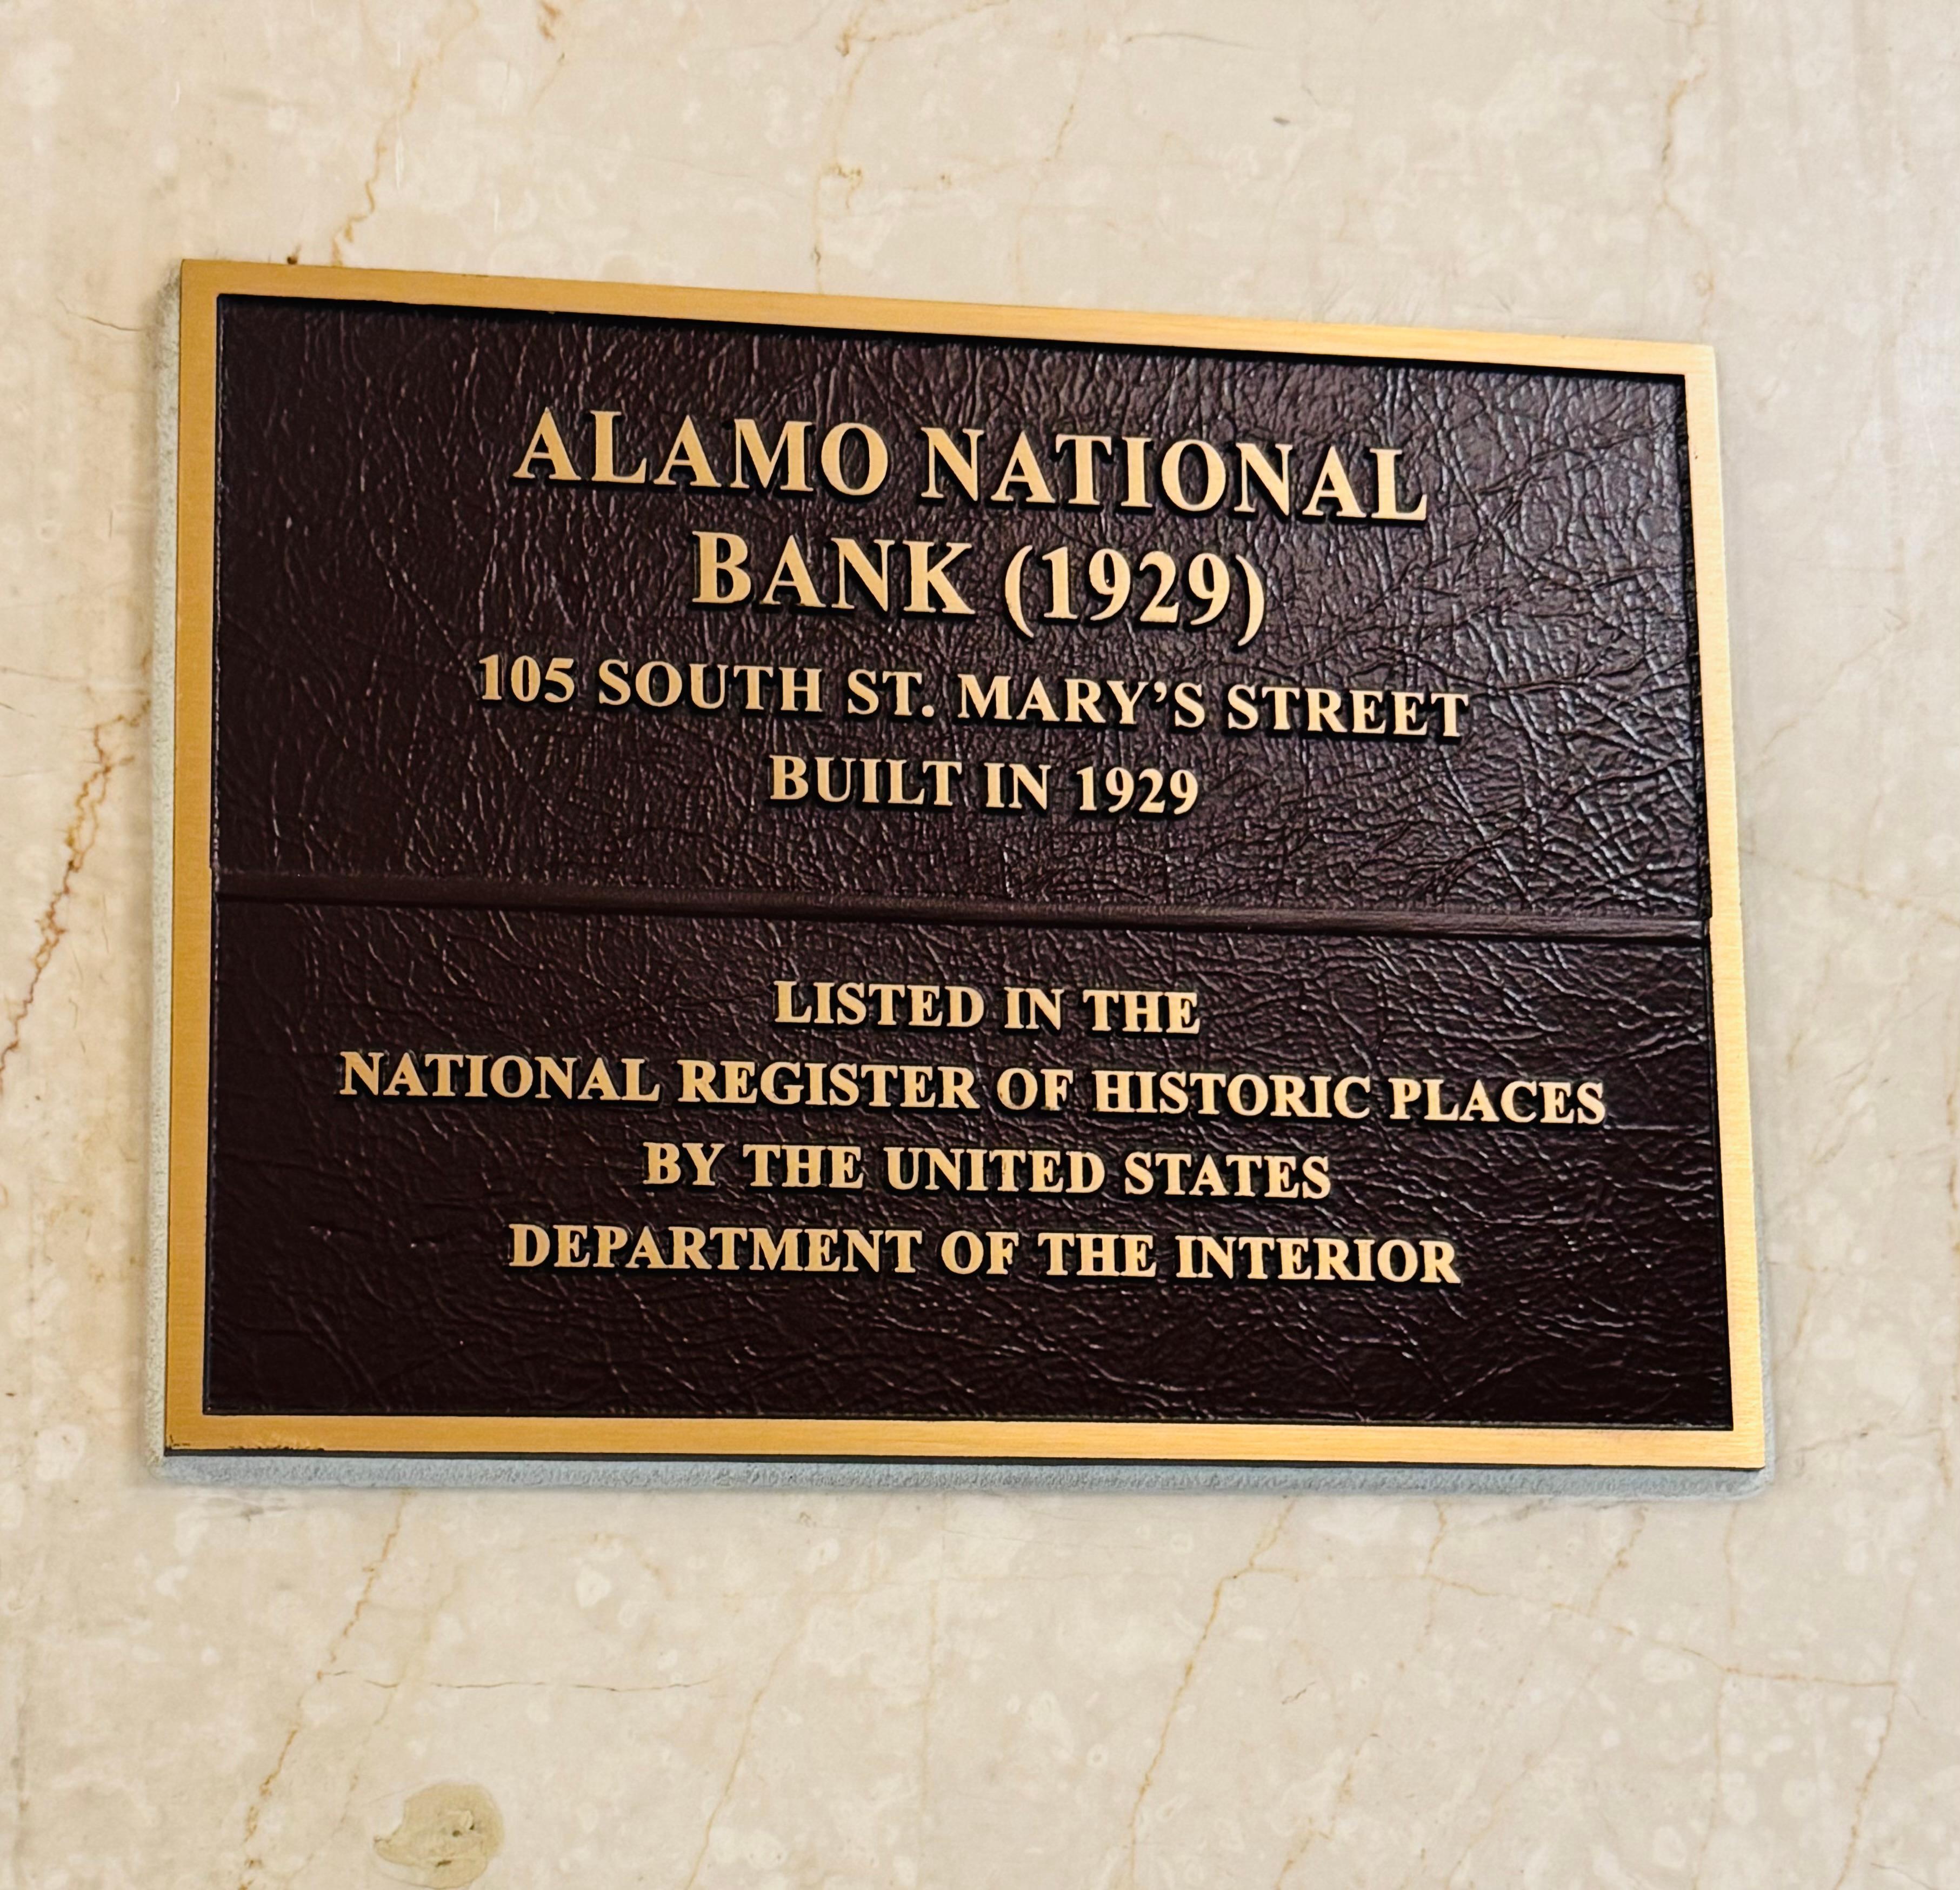 ALAMO NATIONAL
BANK (1929)
105 SOUTH ST. MARY’S STREET
BUILT IN 1929
LISTED IN THE
NATIONAL REGISTER OF HISTORIC PLACES
BY THE UNITED STATES
DEPARTMENT OF THE INTERIOR